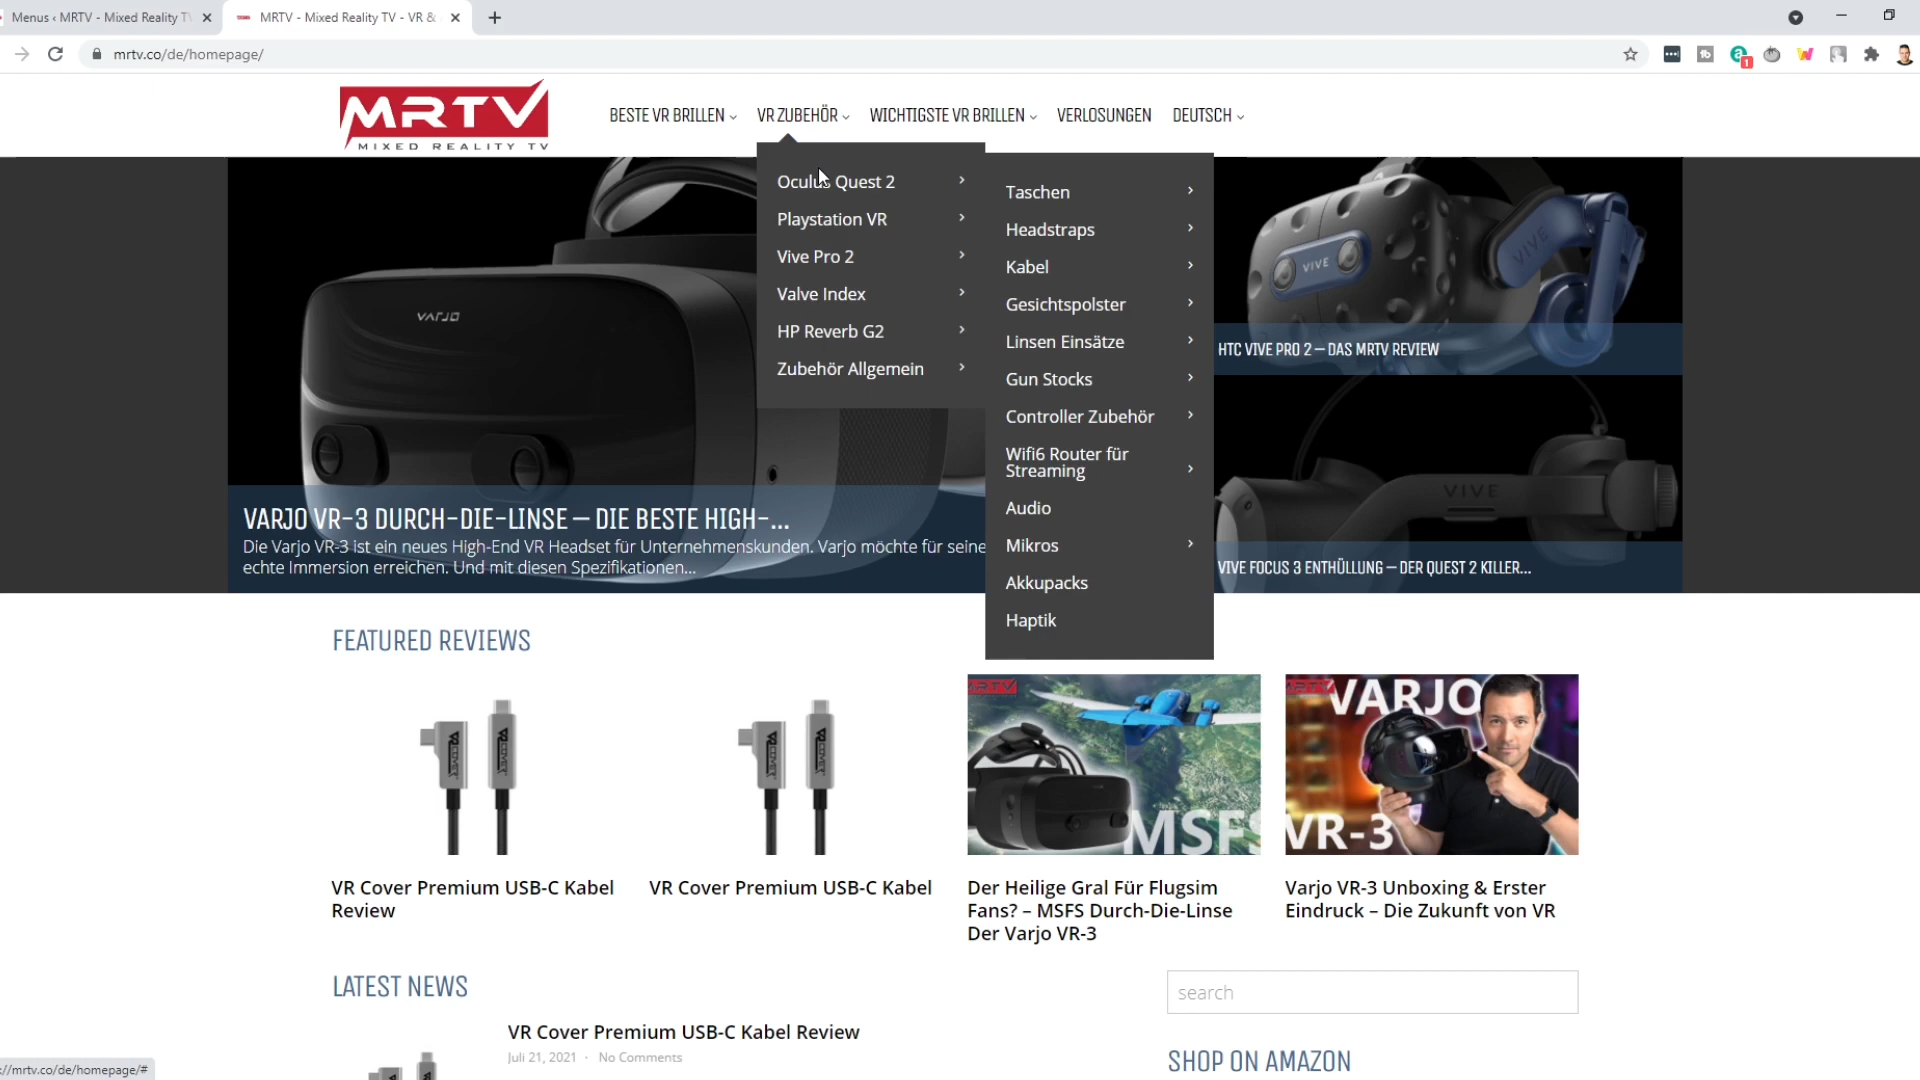 Menus ‹ MRTV - Mixed Reality T
MRTV - Mixed Reality TV - VR &
mrtv.co/de/homepage/
1
MRTV
MIXED REALITY TV
BESTE VR BRILLEN
VR ZUBEHÖR
WICHTIGSTE VR BRILLEN
VERLOSUNGEN
DEUTSCH
Oculus Quest 2
Playstation VR
Vive Pro 2
Valve Index
HP Reverb G2
Zubehör Allgemein
Taschen
Headstraps
Kabel
Gesichtspolster
Linsen Einsätze
Gun Stocks
Controller Zubehör
Wifi6 Router für
Streaming
Audio
Mikros
Akkupacks
Haptik
VARJO
VARJO VR-3 DURCH-DIE-LINSE – DIE BESTE HIGH-...
Die Varjo VR-3 ist ein neues High-End VR Headset für Unternehmenskunden. Varjo möchte für seine
echte Immersion erreichen. Und mit diesen Spezifikationen...
VIVE
VIVE
HTC VIVE PRO 2 – DAS MRTV REVIEW
VIVE
VIVE FOCUS 3 ENTHÜLLUNG – DER QUEST 2 KILLER...
FEATURED REVIEWS
VR COVER
VR COVER
MRTV
MSFS
VARJO
VR-3
VR Cover Premium USB-C Kabel
Review
VR Cover Premium USB-C Kabel
Der Heilige Gral Für Flugsim
Fans? – MSFS Durch-Die-Linse
Der Varjo VR-3
Varjo VR-3 Unboxing & Erster
Eindruck – Die Zukunft von VR
LATEST NEWS
search
VR Cover Premium USB-C Kabel Review
Juli 21, 2021 · No Comments
SHOP ON AMAZON
://mrtv.co/de/homepage/#